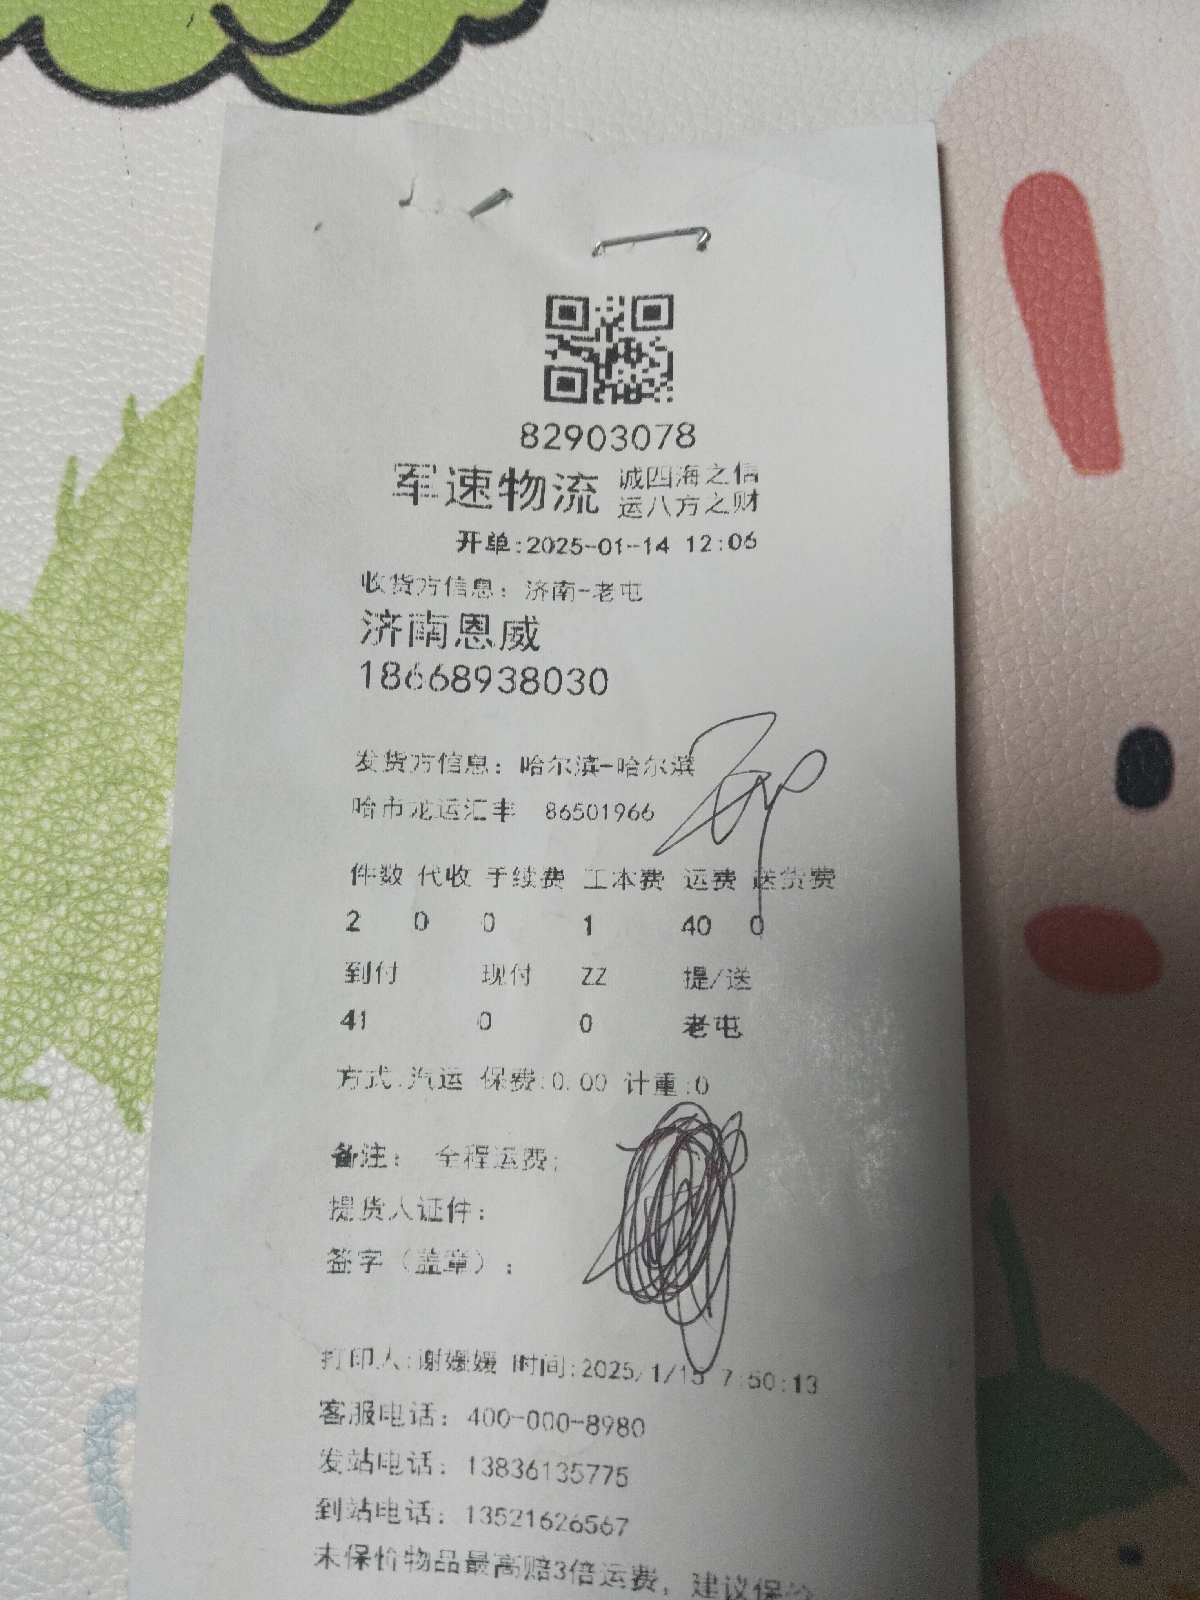 82903078
军速物流 诚四海之信
运八方之财
开单:2025-01-14 12:06
收货方信息: 济南-老屯
济南恩威
18668938030
发货方信息: 哈尔滨-哈尔滨
哈市龙运汇丰 86501966
件数 代收 手续费 工本费 运费 送货费
2 0 0 1 40 0
到付 现付 ZZ 提/送
41 0 0 老屯
方式:汽运 保费:0.00 计重:0
备注: 全程运费;
提货人证件:
签字（盖章）:
打印人:谢媛媛 时间:2025/1/15 7:50:13
客服电话: 400-000-8980
发站电话: 13836135775
到站电话: 13521626567
未保价物品最高赔3倍运费, 建议保